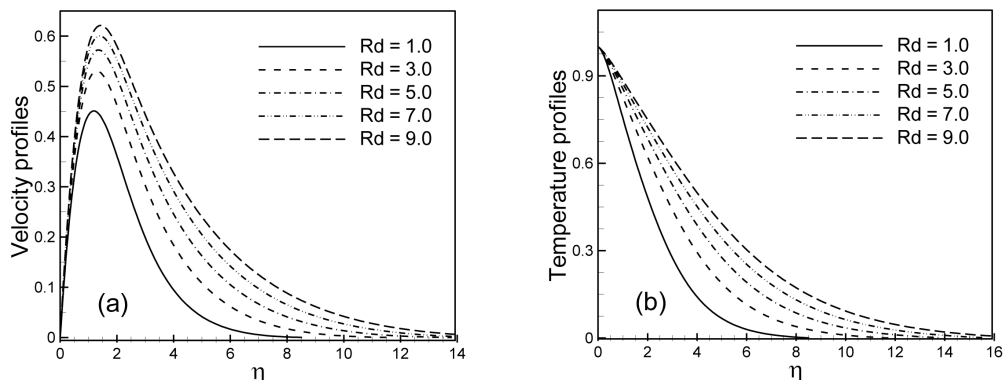 Velocity profiles
0.6
0.5
0.4
0.3
0.2
0.1
0
0 2 4 6 8 10 12 14
η
(a)
Rd = 1.0
Rd = 3.0
Rd = 5.0
Rd = 7.0
Rd = 9.0
Temperature profiles
0.9
0.6
0.3
0
0 2 4 6 8 10 12 14 16
η
(b)
Rd = 1.0
Rd = 3.0
Rd = 5.0
Rd = 7.0
Rd = 9.0